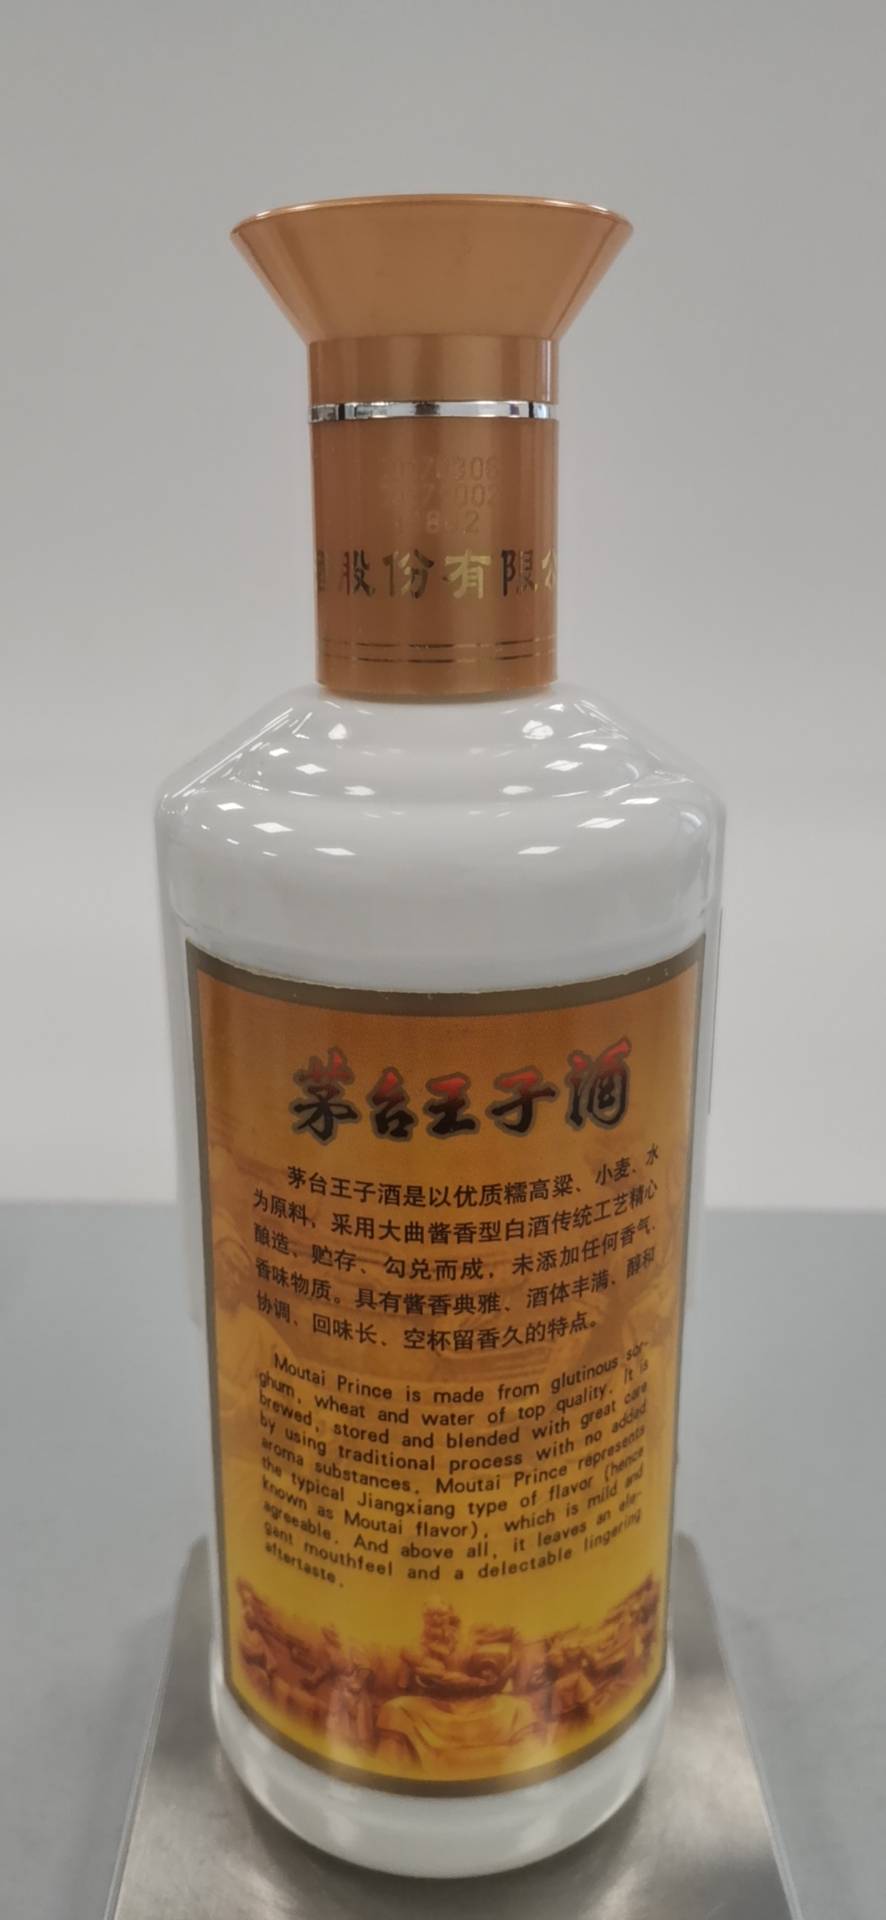 股份有限公
茅台王子酒
茅台王子酒是以优质糯高粱、小麦、水
为原料，采用大曲酱香型白酒传统工艺精心
酿造、贮存、勾兑而成，未添加任何香气、
香味物质。具有酱香典雅、酒体丰满、醇和
协调、回味长、空杯留香久的特点。
Moutai Prince is made from glutinous sor-
ghum, wheat and water of top quality. It is
brewed, stored and blended with great care
by using traditional process with no added
aroma substances. Moutai Prince represents
the typical Jiangxiang type of flavor (hence
known as Moutai flavor), which is mild and
agreeable. And above all, it leaves an ele-
gant mouthfeel and a delectable lingering
aftertaste.